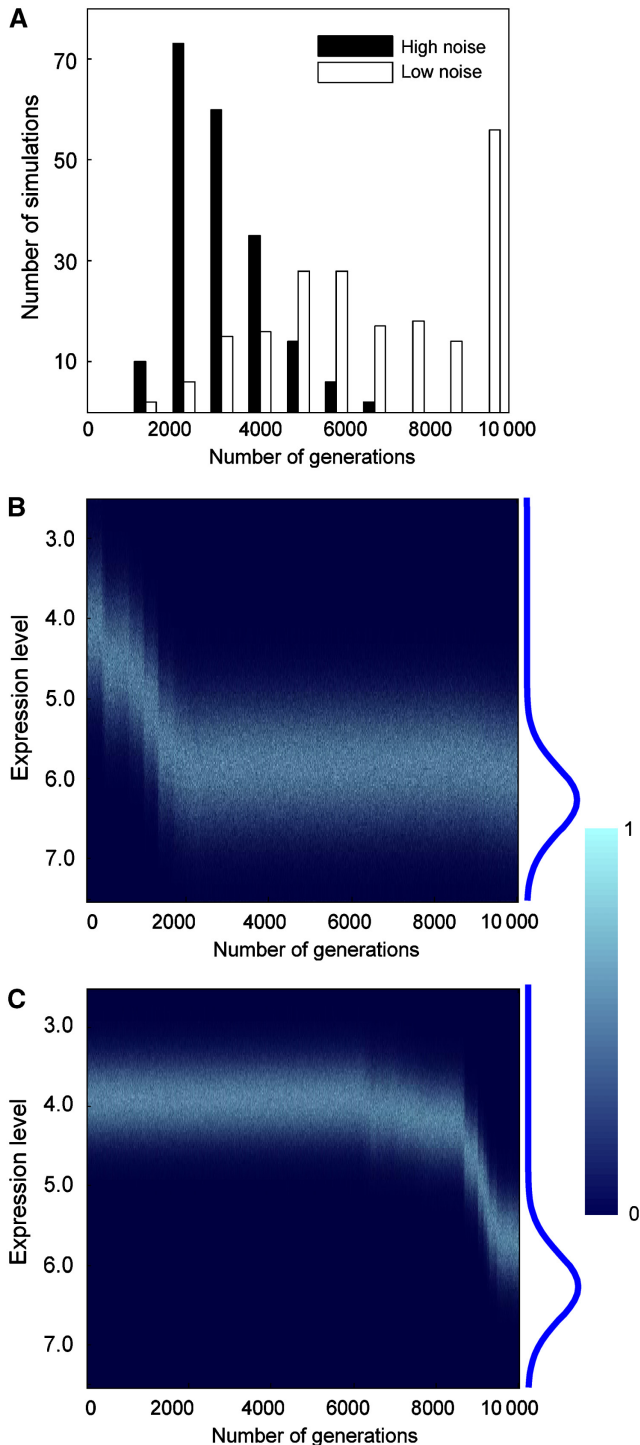 A
High noise
Low noise
Number of simulations
70
50
30
10
0 2000 4000 6000 8000 10 000
Number of generations
B
Expression level
3.0
4.0
5.0
6.0
7.0
0 2000 4000 6000 8000 10 000
Number of generations
1
0
C
Expression level
3.0
4.0
5.0
6.0
7.0
0 2000 4000 6000 8000 10 000
Number of generations